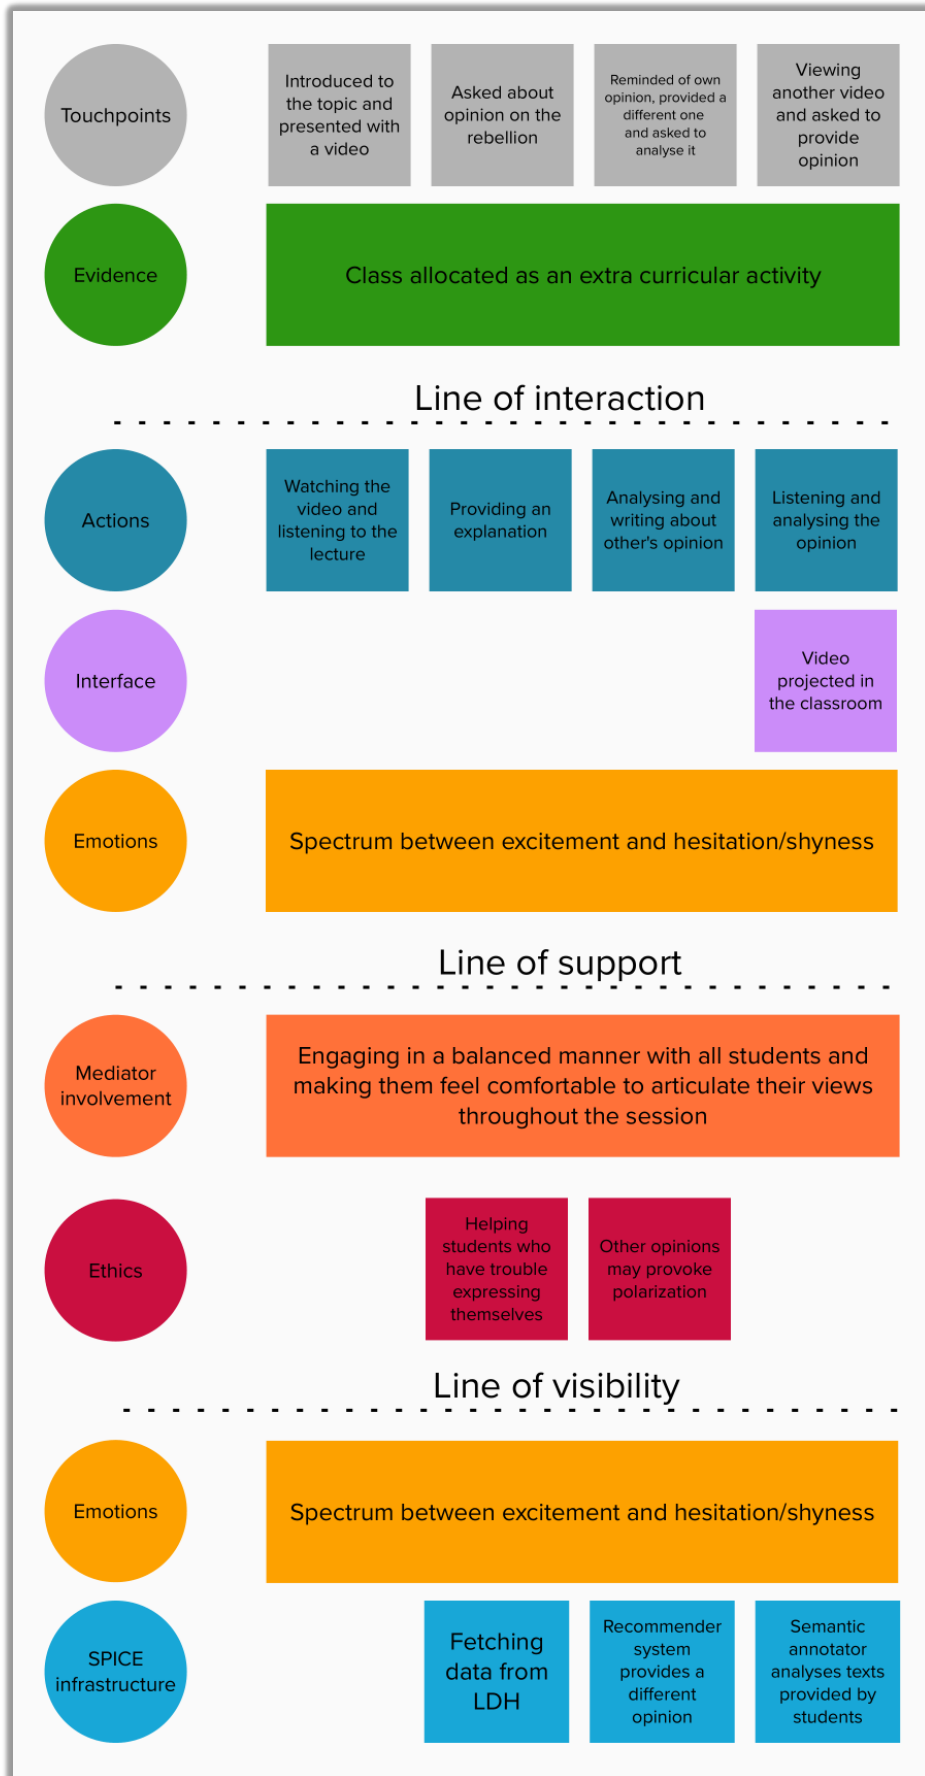 Touchpoints
Introduced to
the topic and
presented with
a video
Asked about
opinion on the
rebellion
Reminded of own
opinion, provided a
different one
and asked to
analyse it
Viewing
another video
and asked to
provide
opinion
Evidence
Class allocated as an extra curricular activity
Line of interaction
Actions
Watching the
video and
listening to the
lecture
Providing an
explanation
Analysing and
writing about
other's opinion
Listening and
analysing the
opinion
Interface
Video
projected in
the classroom
Emotions
Spectrum between excitement and hesitation/shyness
Line of support
Mediator
involvement
Engaging in a balanced manner with all students and
making them feel comfortable to articulate their views
throughout the session
Ethics
Helping
students who
have trouble
expressing
themselves
Other opinions
may provoke
polarization
Line of visibility
Emotions
Spectrum between excitement and hesitation/shyness
SPICE
infrastructure
Fetching
data from
LDH
Recommender
system
provides a
different
opinion
Semantic
annotator
analyses texts
provided by
students